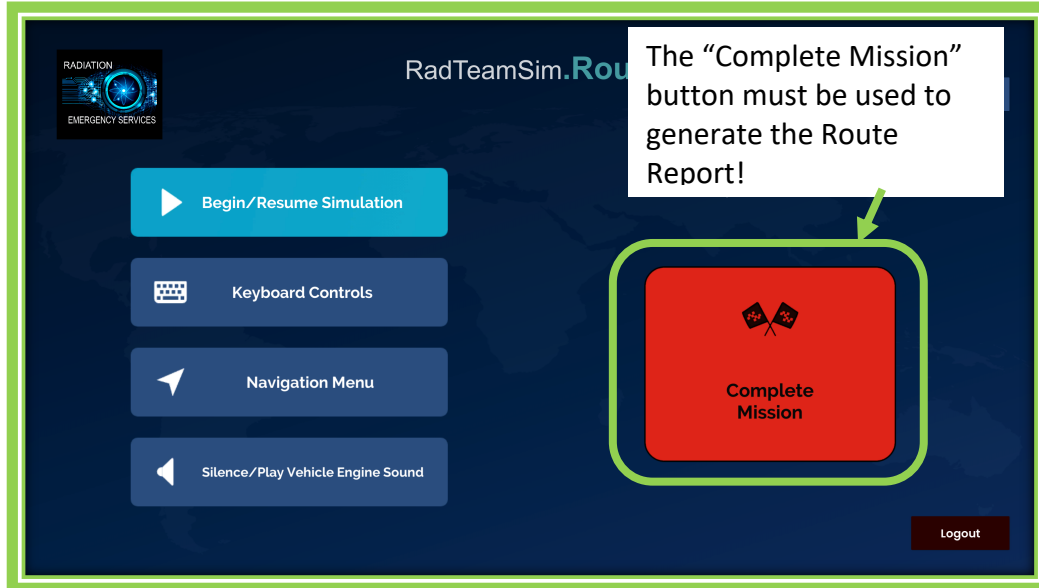 RADIATION
EMERGENCY SERVICES
RadTeamSim.Rou
The “Complete Mission”
button must be used to
generate the Route
Report!
Begin/Resume Simulation
Keyboard Controls
Navigation Menu
Silence/Play Vehicle Engine Sound
Complete
Mission
Logout